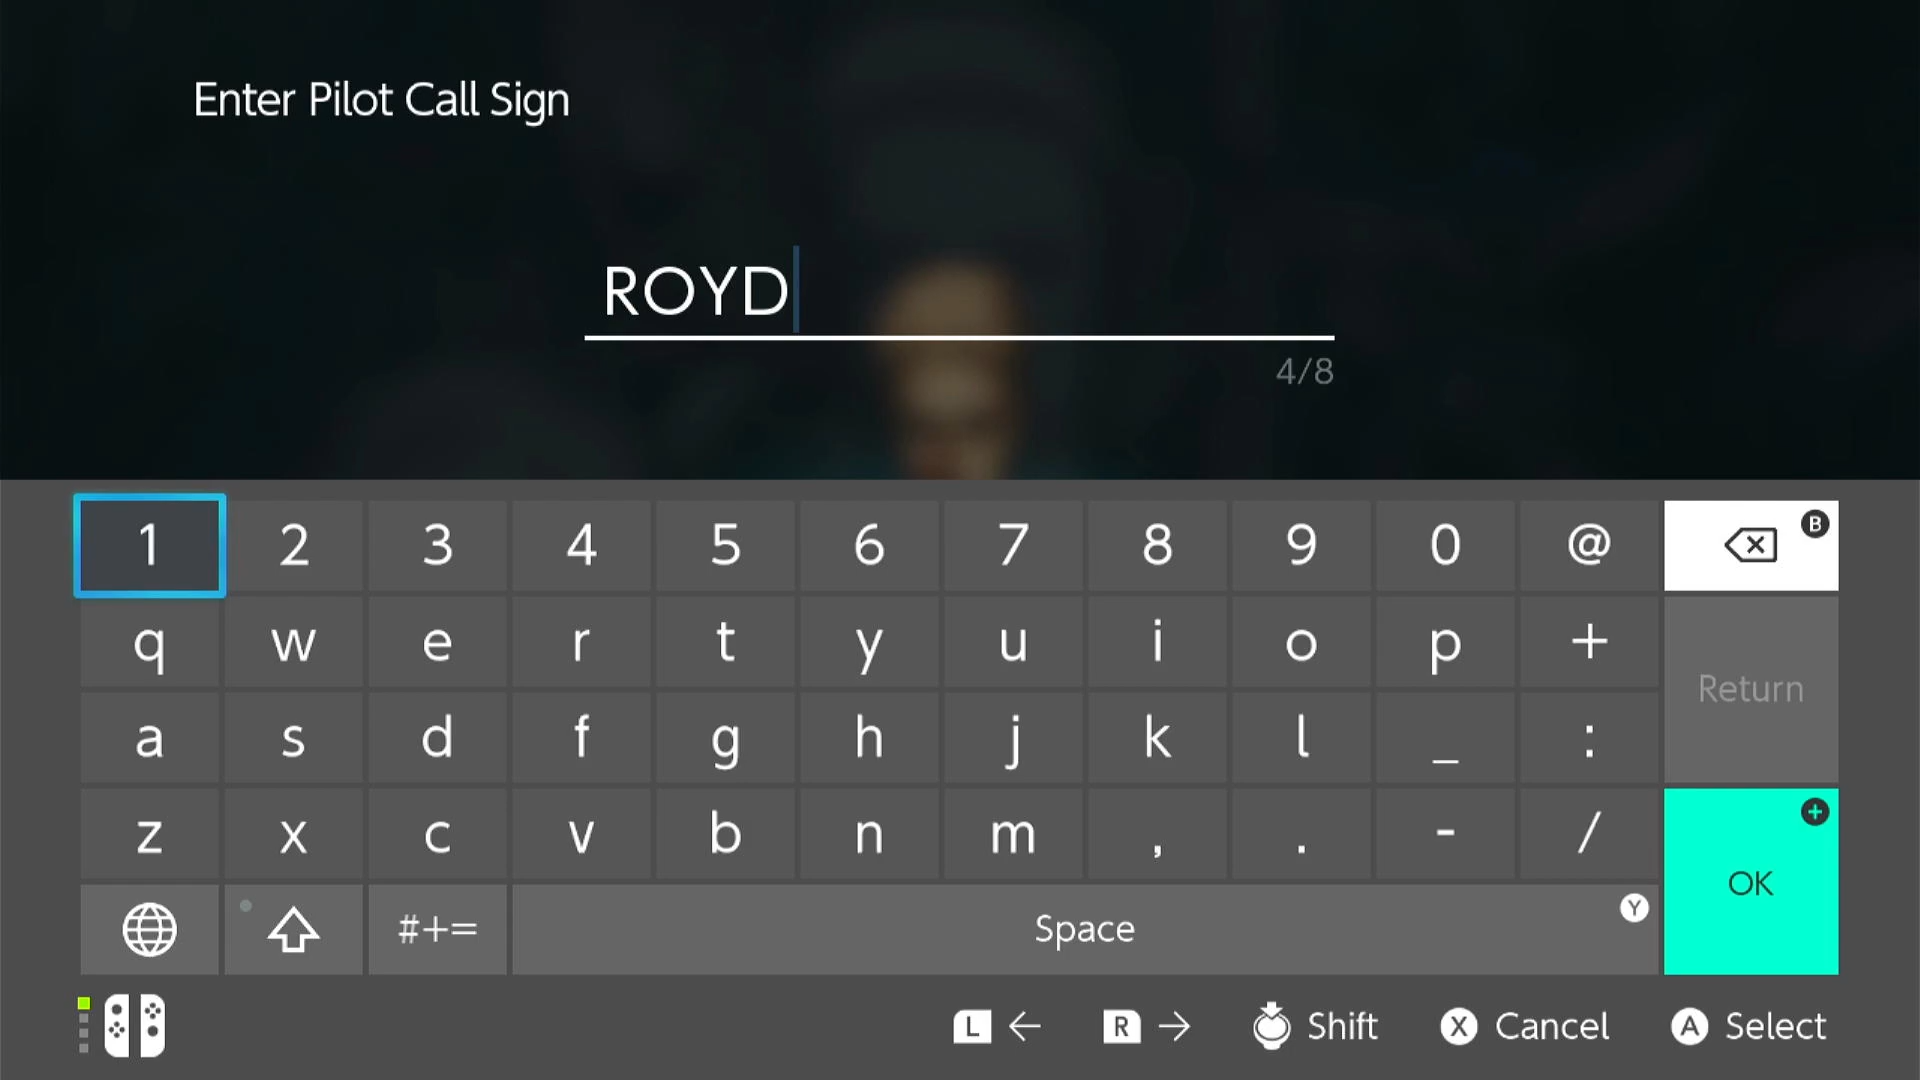 Enter Pilot Call Sign
ROYD
4/8
1 2 3 4 5 6 7 8 9 0 @ B
q w e r t y u i o p +
Return
a s d f g h j k l _ :
z x c v b n m , . - /
OK
#+= Space Y
L ← R → Shift X Cancel A Select